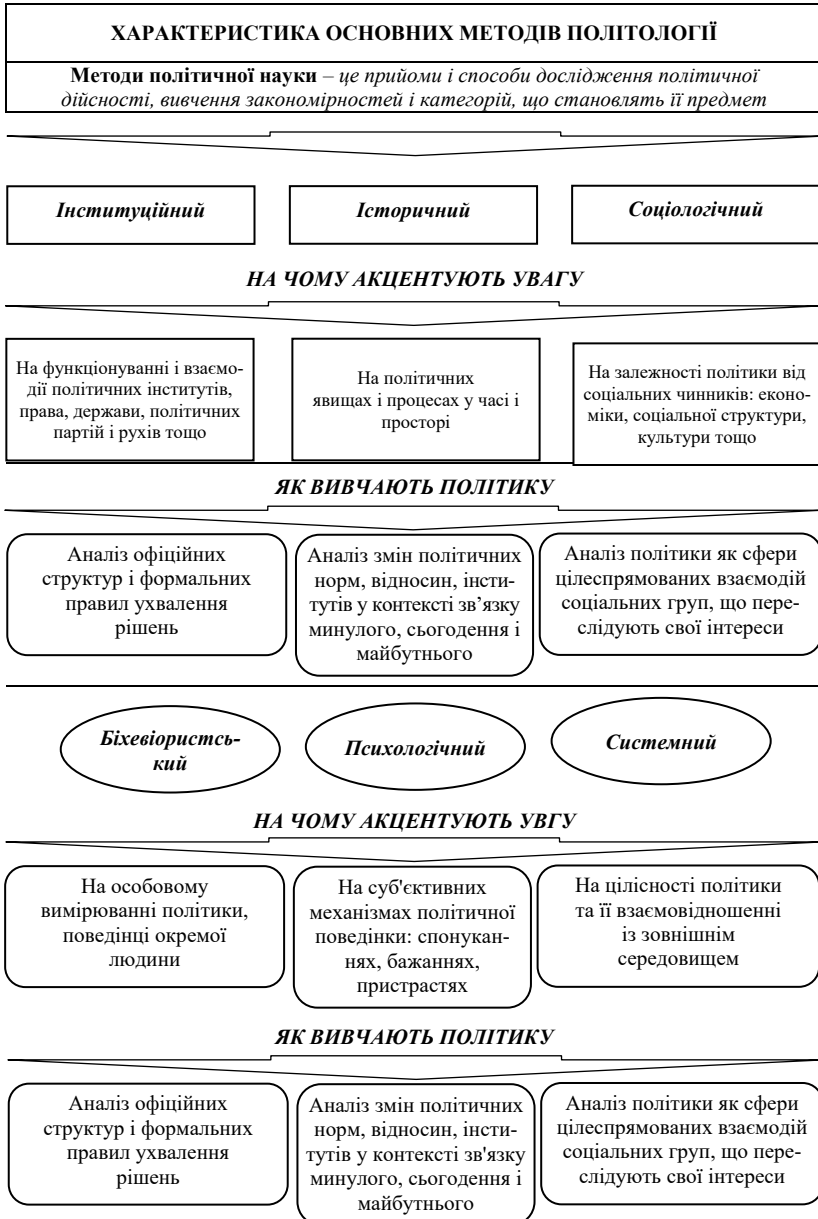 ХАРАКТЕРИСТИКА ОСНОВНИХ МЕТОДІВ ПОЛІТОЛОГІЇ
Методи політичної науки – це прийоми і способи дослідження політичної
дійсності, вивчення закономірностей і категорій, що становлять її предмет
Інституційний
Історичний
Соціологічний
НА ЧОМУ АКЦЕНТУЮТЬ УВАГУ
На функціонуванні і взаємо-
дії політичних інститутів,
права, держави, політичних
партій і рухів тощо
На політичних
явищах і процесах у часі і
просторі
На залежності політики від
соціальних чинників: еконо-
міки, соціальної структури,
культури тощо
ЯК ВИВЧАЮТЬ ПОЛІТИКУ
Аналіз офіційних
структур і формальних
правил ухвалення
рішень
Аналіз змін політичних
норм, відносин, інсти-
тутів у контексті зв’язку
минулого, сьогодення і
майбутнього
Аналіз політики як сфери
цілеспрямованих взаємодій
соціальних груп, що пере-
слідують свої інтереси
Біхевіористсь-
кий
Психологічний
Системний
НА ЧОМУ АКЦЕНТУЮТЬ УВГУ
На особовому
вимірюванні політики,
поведінці окремої
людини
На суб'єктивних
механізмах політичної
поведінки: спонукан-
нях, бажаннях,
пристрастях
На цілісності політики
та її взаємовідношенні
із зовнішнім
середовищем
ЯК ВИВЧАЮТЬ ПОЛІТИКУ
Аналіз офіційних
структур і формальних
правил ухвалення
рішень
Аналіз змін політичних
норм, відносин, інсти-
тутів у контексті зв'язку
минулого, сьогодення і
майбутнього
Аналіз політики як сфери
цілеспрямованих взаємодій
соціальних груп, що пере-
слідують свої інтереси